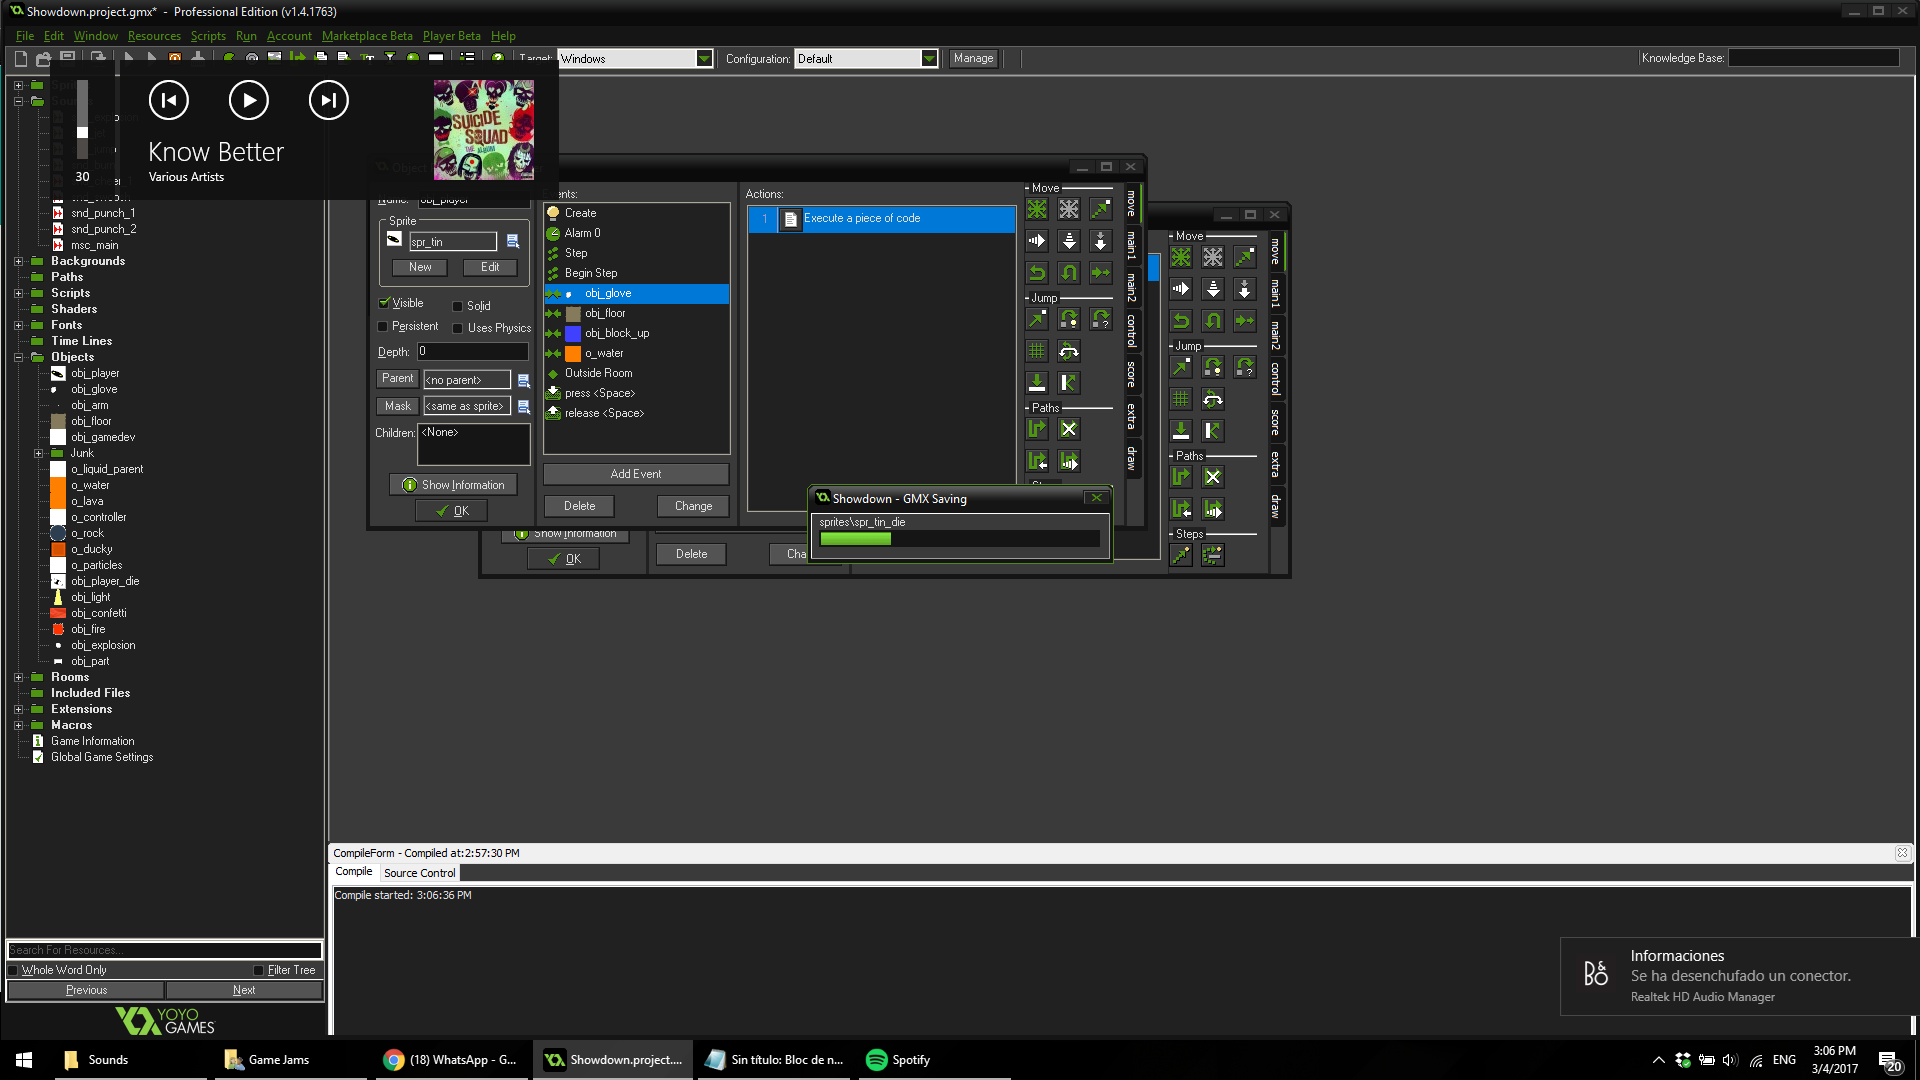 Showdown.project.gmx* - Professional Edition (v1.4.1763)
File Edit Window Resources Scripts Run Account Marketplace Beta Player Beta Help
Target: Windows Configuration: Default Manage Knowledge Base:
Know Better
Various Artists
30
SUICIDE SQUAD
THE ALBUM
snd_punch_1
snd_punch_2
msc_main
Backgrounds
Paths
Scripts
Shaders
Fonts
Time Lines
Objects
obj_player
obj_glove
obj_arm
obj_floor
obj_gamedev
Junk
o_liquid_parent
o_water
o_lava
o_controller
o_rock
o_ducky
o_particles
obj_player_die
obj_light
obj_confetti
obj_fire
obj_explosion
obj_part
Rooms
Included Files
Extensions
Macros
Game Information
Global Game Settings
Search For Resources...
Whole Word Only Filter Tree
Previous Next
YOYO GAMES
Name: obj_player
Sprite
spr_tin
New Edit
Visible Solid
Persistent Uses Physics
Depth: 0
Parent <no parent>
Mask <same as sprite>
Children: <None>
Show Information
OK
Create
Alarm 0
Step
Begin Step
obj_glove
obj_floor
obj_block_up
o_water
Outside Room
press <Space>
release <Space>
Add Event
Delete Change
Actions:
1 Execute a piece of code
Move
Jump
Paths
move
main1
main2
control
score
extra
draw
Show Information
OK
Delete
Move
Jump
Paths
Steps
move
main1
main2
control
score
extra
draw
Showdown - GMX Saving
sprites\spr_tin_die
CompileForm - Compiled at:2:57:30 PM
Compile Source Control
Compile started: 3:06:36 PM
B&O
Informaciones
Se ha desenchufado un conector.
Realtek HD Audio Manager
Sounds
Game Jams
(18) WhatsApp - G...
Showdown.project....
Sin título: Bloc de n...
Spotify
ENG
3:06 PM
3/4/2017
20